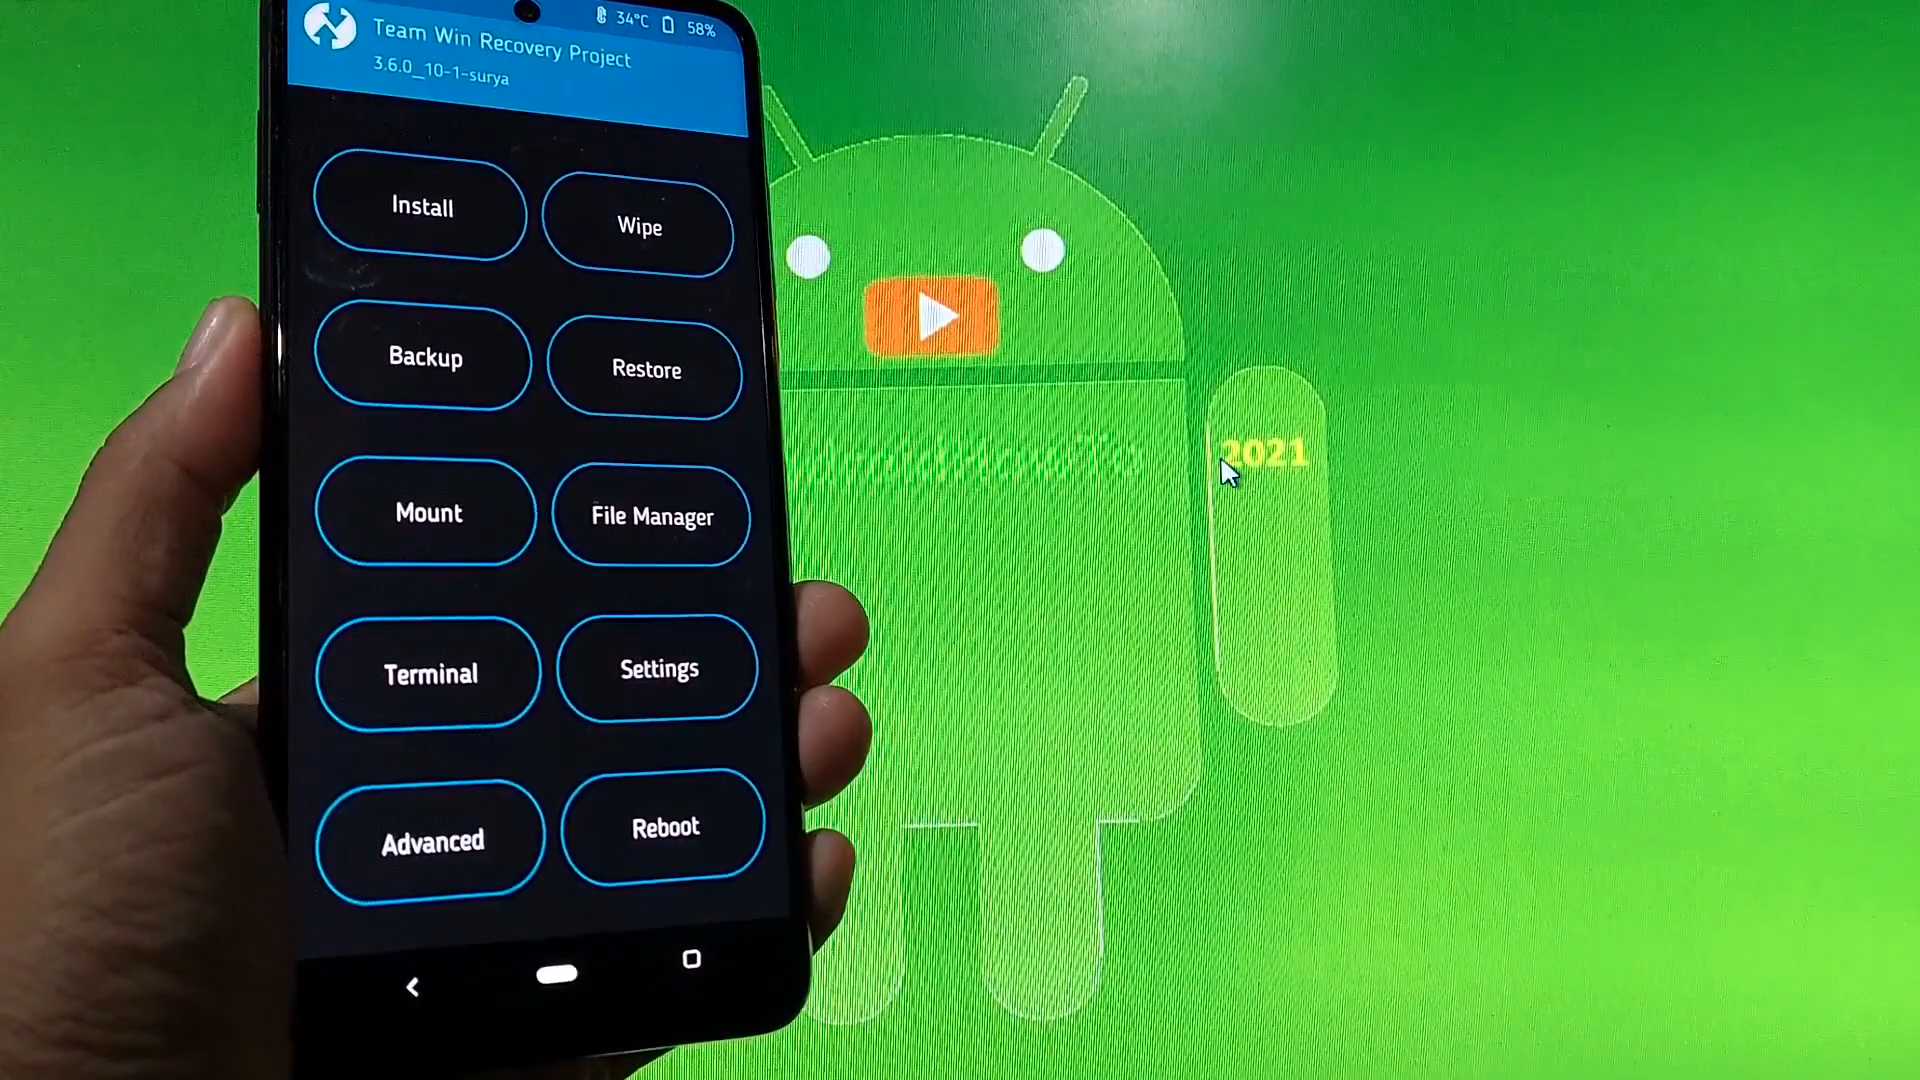 34°C 58%
Team Win Recovery Project
3.6.0_10-1-surya
Install
Wipe
Backup
Restore
Mount
File Manager
Terminal
Settings
Advanced
Reboot
2021